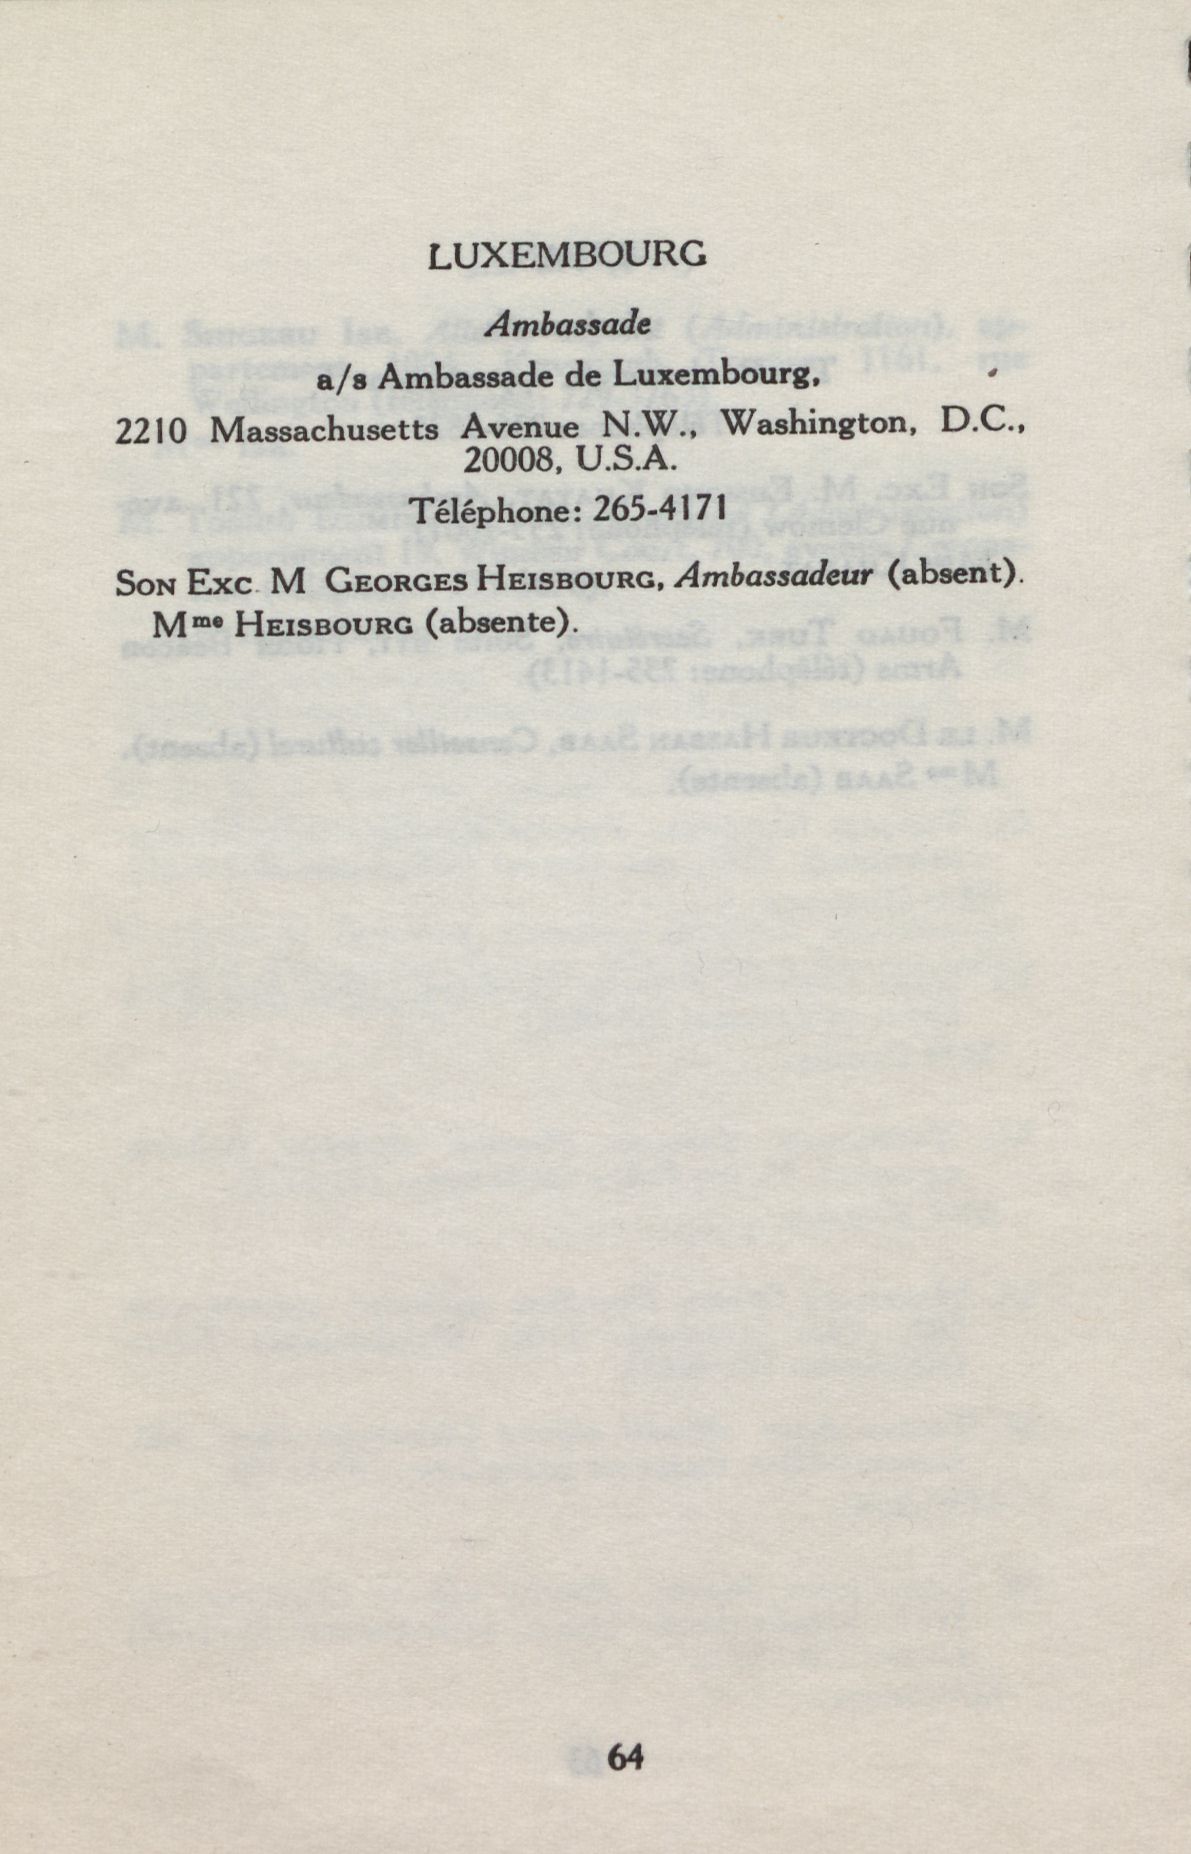 LUXEMBOURG
Ambassade
a/s Ambassade de Luxembourg,
2210 Massachusetts Avenue N.W., Washington, D.C.,
20008, U.S.A.
Téléphone: 265-4171
SON EXC. M GEORGES HEISBOURG, Ambassadeur (absent).
Mme HEISBOURG (absente).
64